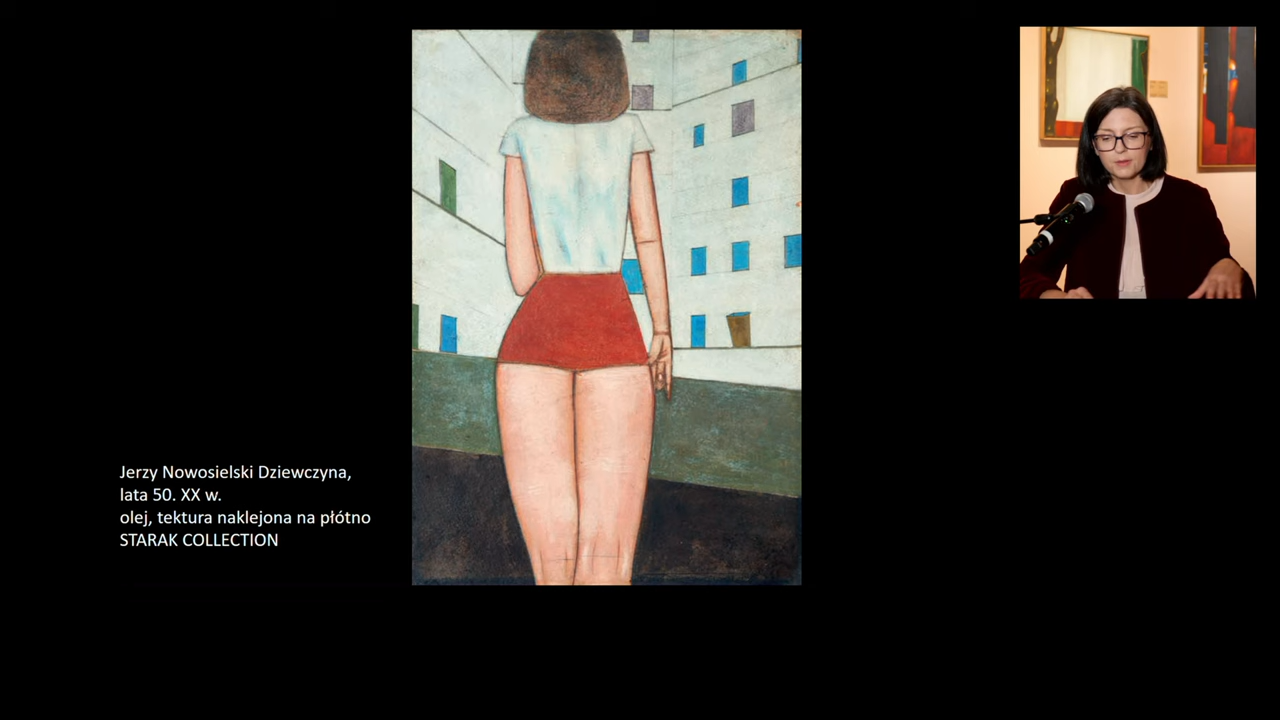 Jerzy Nowosielski Dziewczyna,
lata 50. XX w.
olej, tektura naklejona na płótno
STARAK COLLECTION